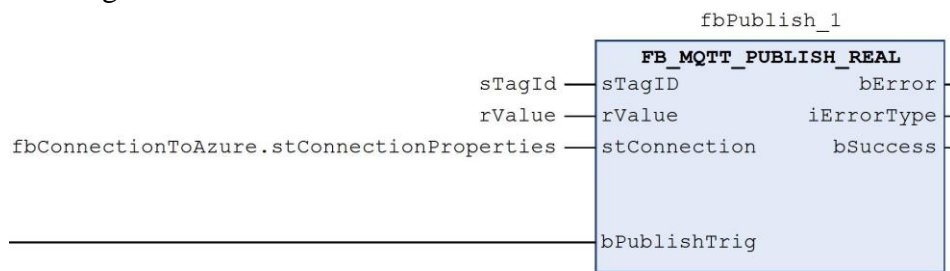 fbPublish_1
FB_MQTT_PUBLISH_REAL
sTagId sTagID bError
rValue rValue iErrorType
fbConnectionToAzure.stConnectionProperties stConnection bSuccess
bPublishTrig